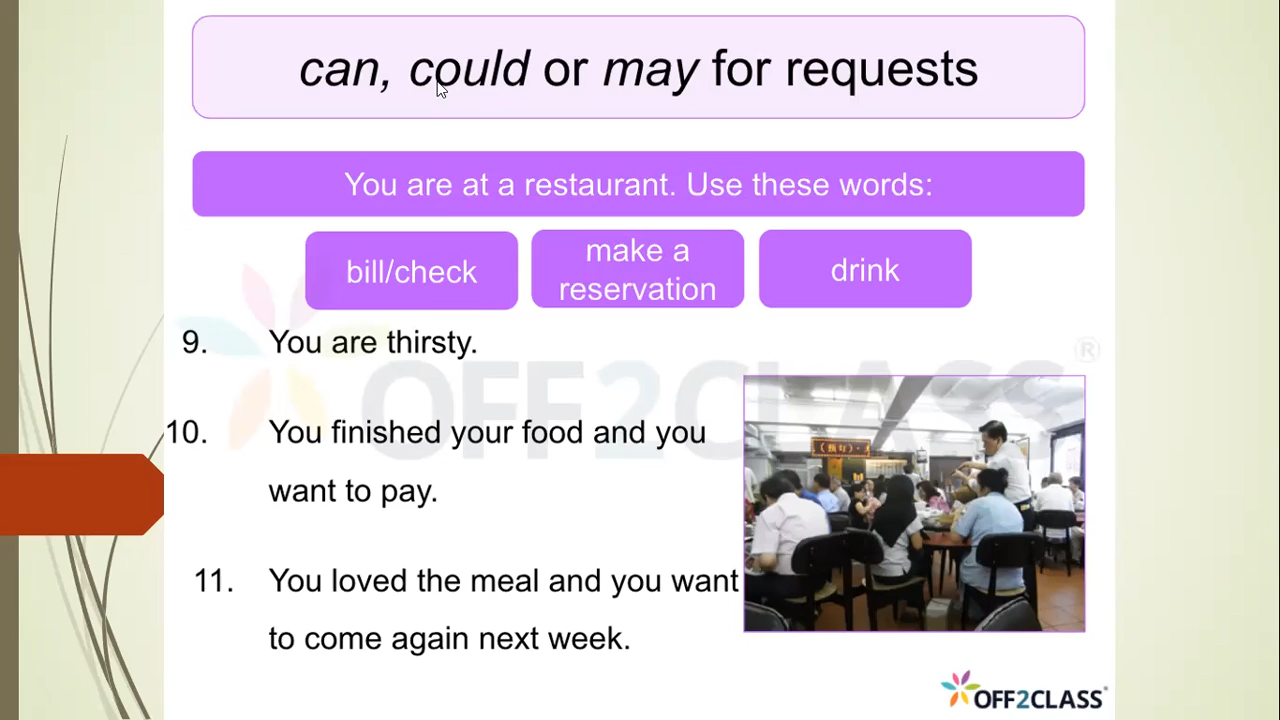 can, could or may for requests
You are at a restaurant. Use these words:
bill/check
make a
reservation
drink
9. You are thirsty.
10. You finished your food and you
want to pay.
11. You loved the meal and you want
to come again next week.
OFF2CLASS®
OFF2CLASS®